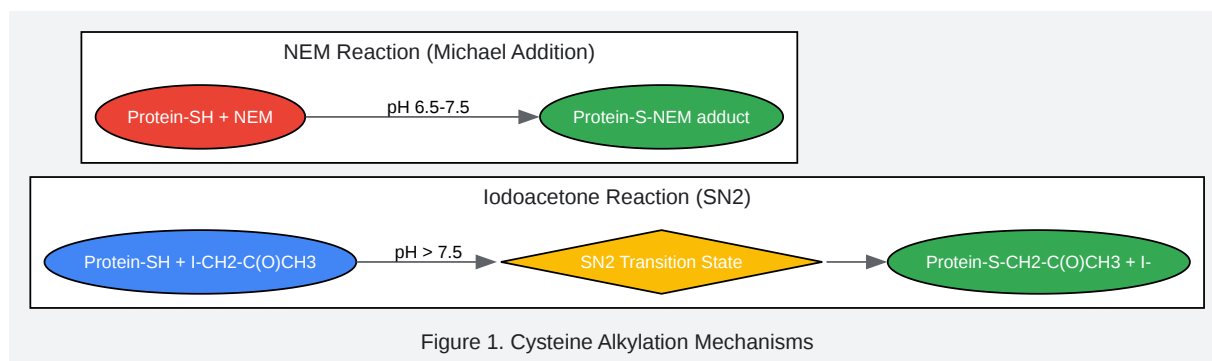 NEM Reaction (Michael Addition)
Protein-SH + NEM
pH 6.5-7.5
Protein-S-NEM adduct
Iodoacetone Reaction (SN2)
Protein-SH + I-CH2-C(O)CH3
pH > 7.5
SN2 Transition State
Protein-S-CH2-C(O)CH3 + I-
Figure 1. Cysteine Alkylation Mechanisms